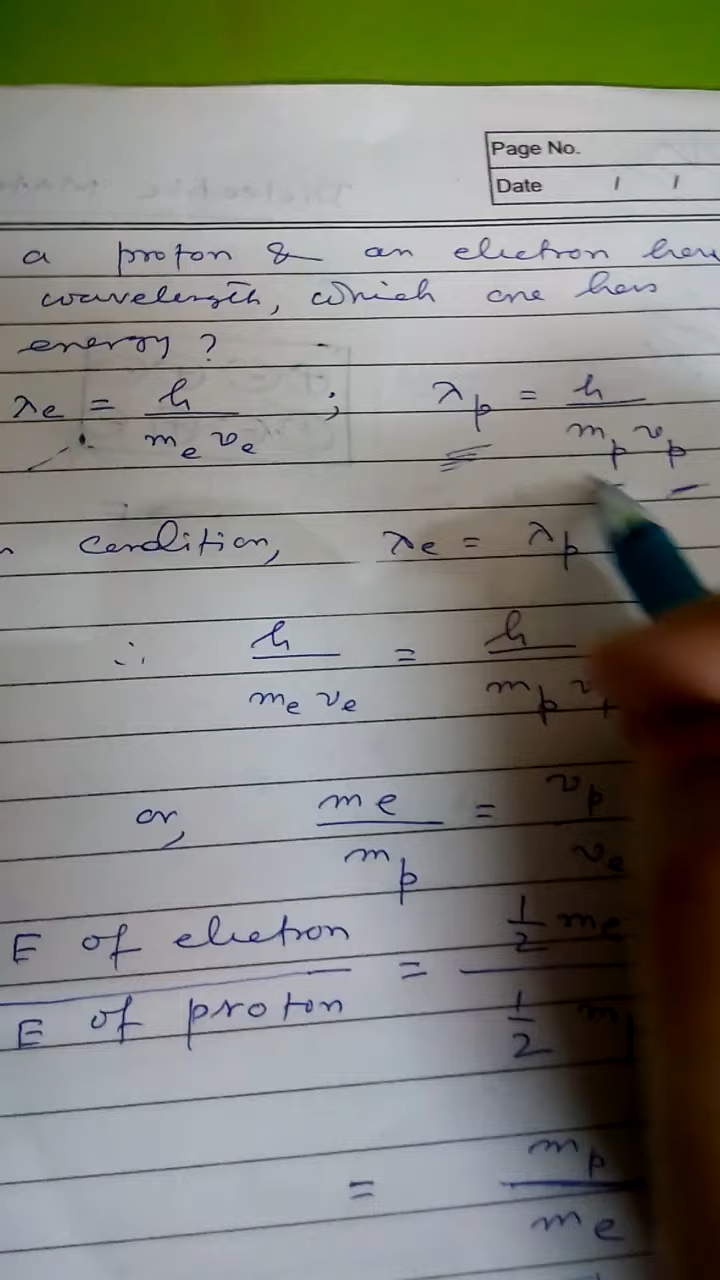 Page No.
Date / /
a proton & an electron have
wavelength, which one has
energy ?
λe = h / me ve ; λp = h / mp vp
condition, λe = λp
∴ h / me ve = h / mp vp
or, me / mp = vp / ve
E of electron / E of proton = 1/2 me / 1/2 m
= mp / me